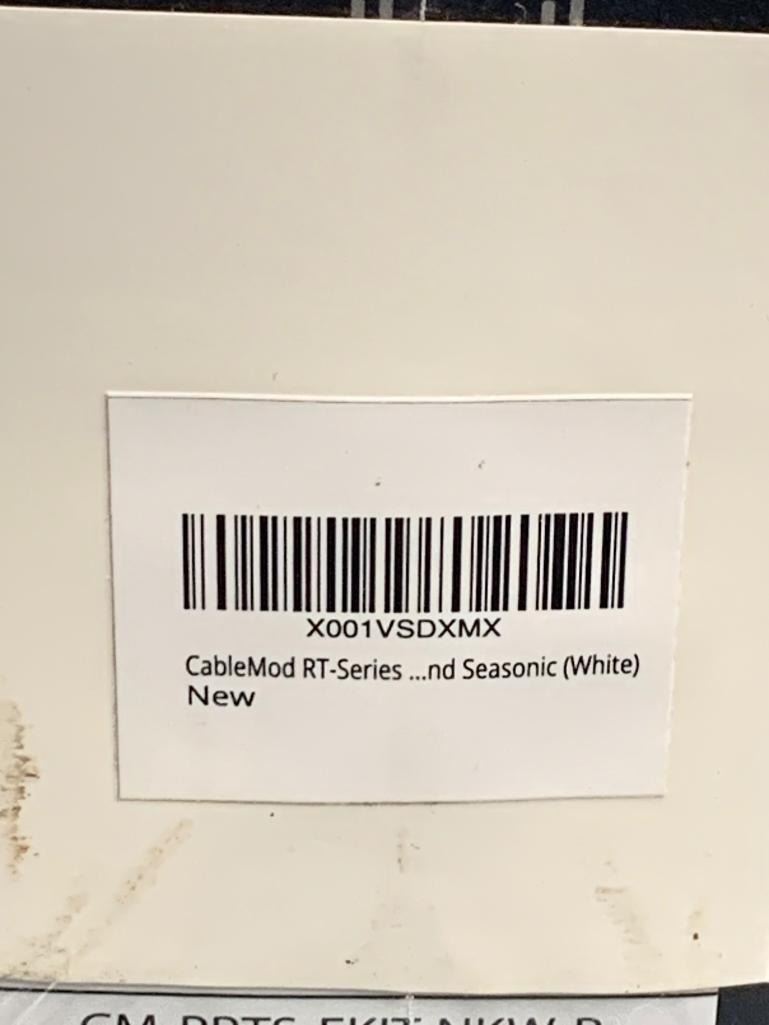 X001VSDXMX
CableMod RT-Series ...nd Seasonic (White)
New